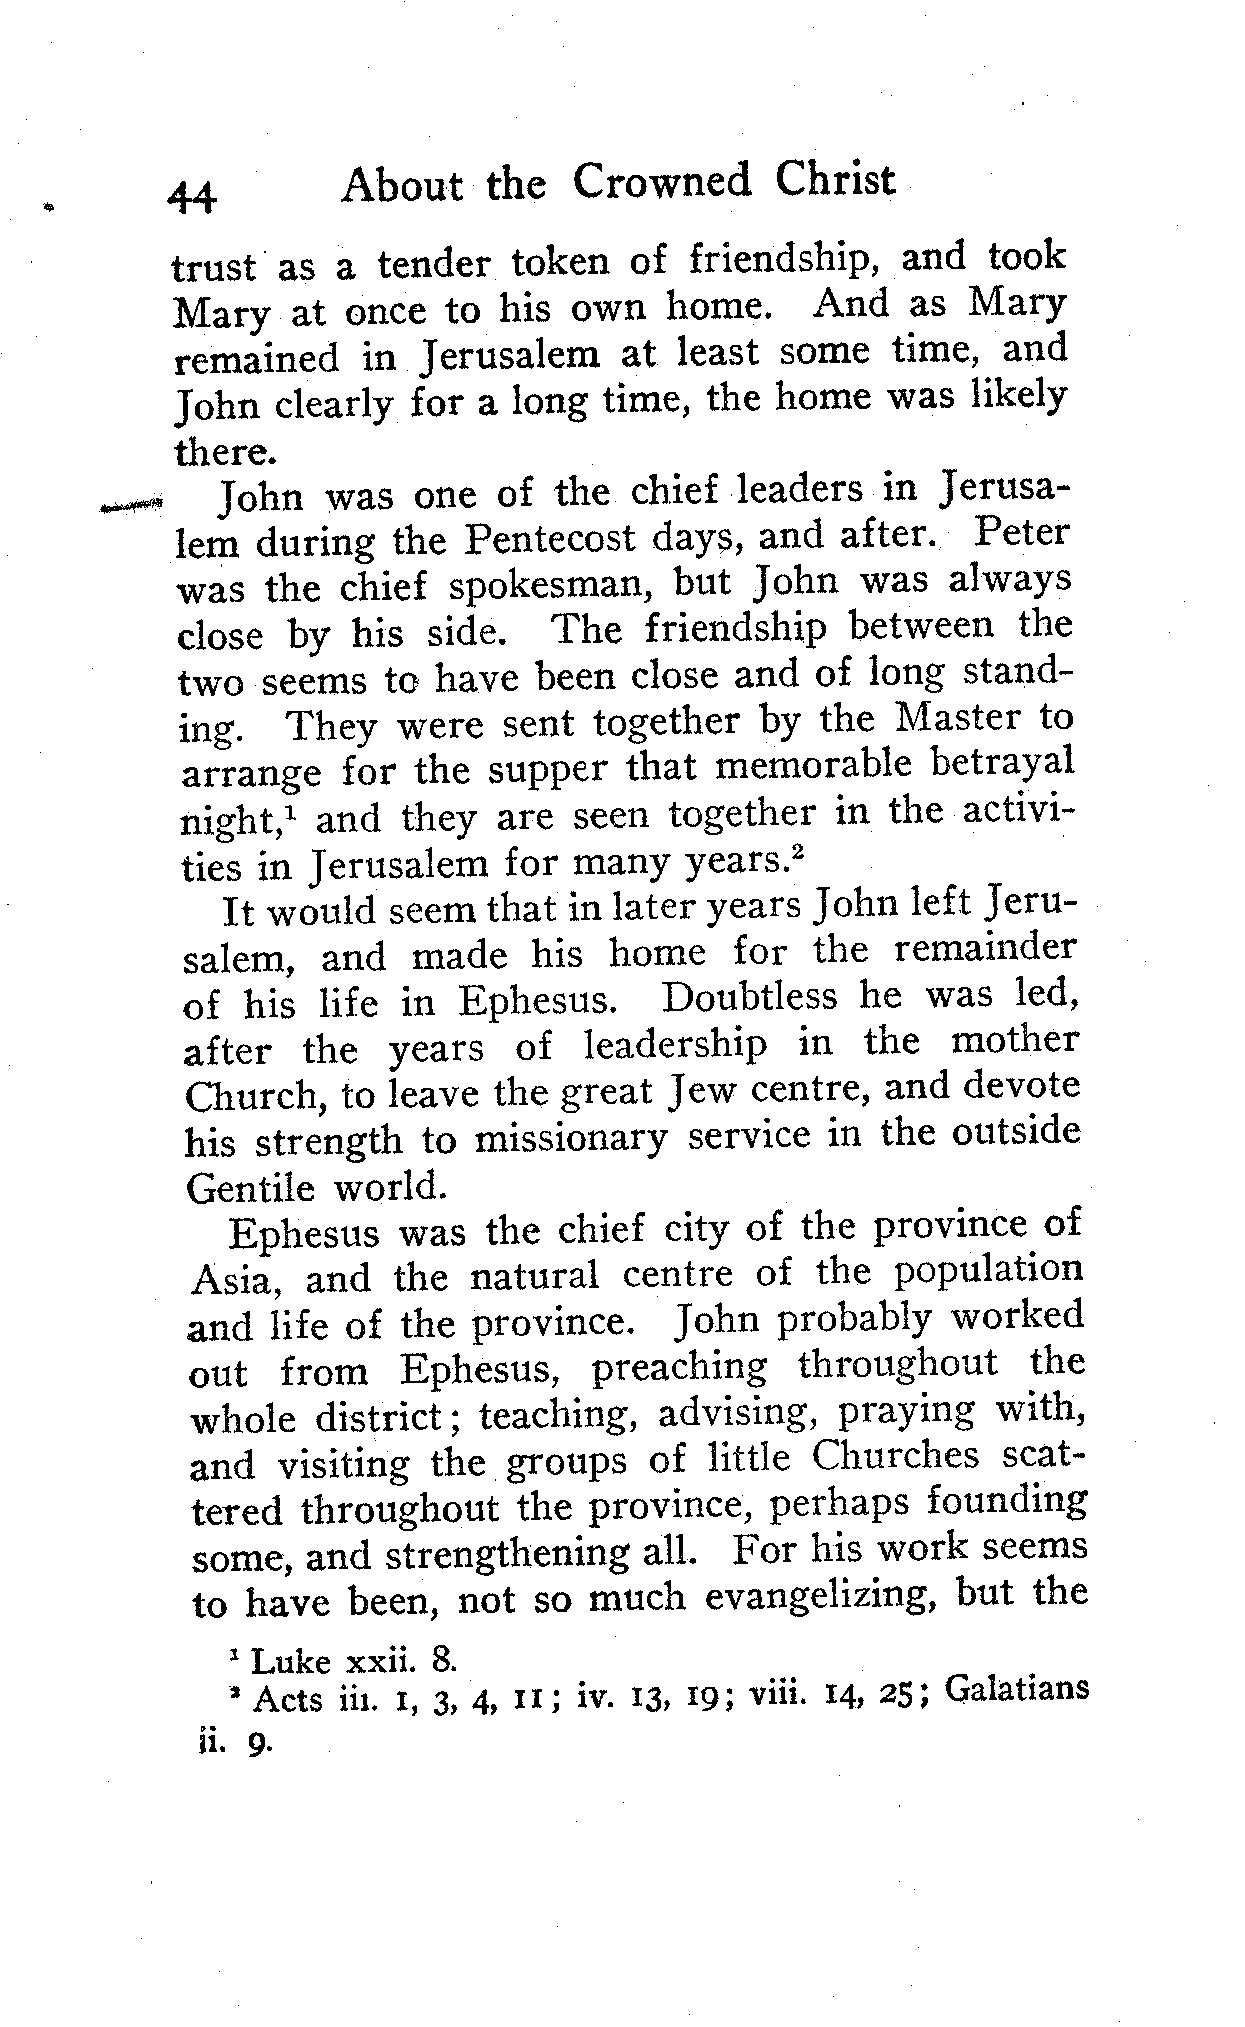 44 About the Crowned Christ
trust as a tender token of friendship, and took
Mary at once to his own home. And as Mary
remained in Jerusalem at least some time, and
John clearly for a long time, the home was likely
there.
John was one of the chief leaders in Jerusa-
lem during the Pentecost days, and after. Peter
was the chief spokesman, but John was always
close by his side. The friendship between the
two seems to have been close and of long stand-
ing. They were sent together by the Master to
arrange for the supper that memorable betrayal
night,¹ and they are seen together in the activi-
ties in Jerusalem for many years.²
It would seem that in later years John left Jeru-
salem, and made his home for the remainder
of his life in Ephesus. Doubtless he was led,
after the years of leadership in the mother
Church, to leave the great Jew centre, and devote
his strength to missionary service in the outside
Gentile world.
Ephesus was the chief city of the province of
Asia, and the natural centre of the population
and life of the province. John probably worked
out from Ephesus, preaching throughout the
whole district; teaching, advising, praying with,
and visiting the groups of little Churches scat-
tered throughout the province, perhaps founding
some, and strengthening all. For his work seems
to have been, not so much evangelizing, but the
¹ Luke xxii. 8.
² Acts iii. 1, 3, 4, 11; iv. 13, 19; viii. 14, 25; Galatians
ii. 9.